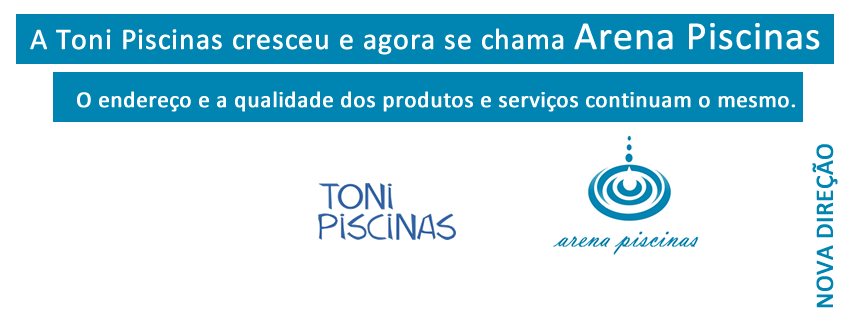 A Toni Piscinas cresceu e agora se chama Arena Piscinas
O endereço e a qualidade dos produtos e serviços continuam o mesmo.
TONi
PISCiNAS
arena piscinas
NOVA DIREÇÃO